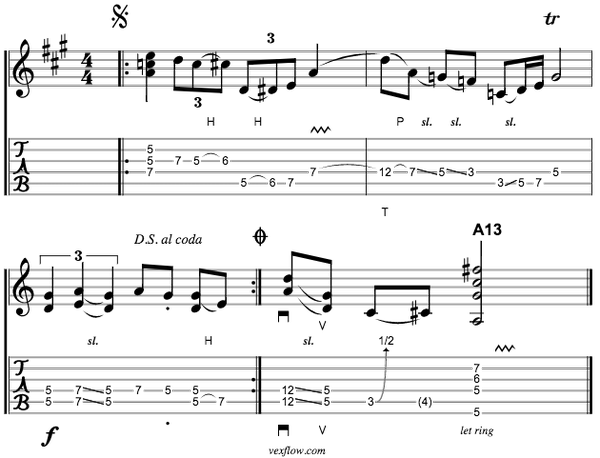 tr
3
4
4
3
H H P sl. sl. sl.
T 5
A 5 7 5 6
7 7 12 7 5 3 5
B 5 6 7 3 5 7
T
D.S. al coda
A13
3
V
sl. H sl. 1/2
T 7
A 6
5 7 5 7 5 12 5 5
B 5 7 5 5 7 12 5 3 (4)
5
f V let ring
vexflow.com